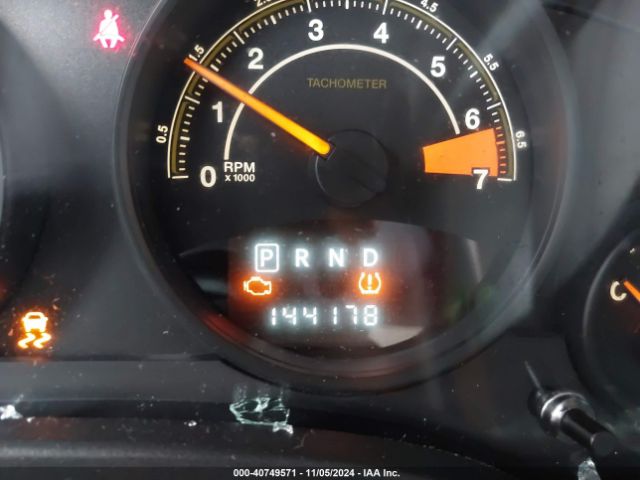 0 1 2 3 4 5 6 7
0.5 1.5 4.5 5.5 6.5
TACHOMETER
RPM
x 1000
P R N D
144178
C
000-40749571 - 11/05/2024 - IAA Inc.